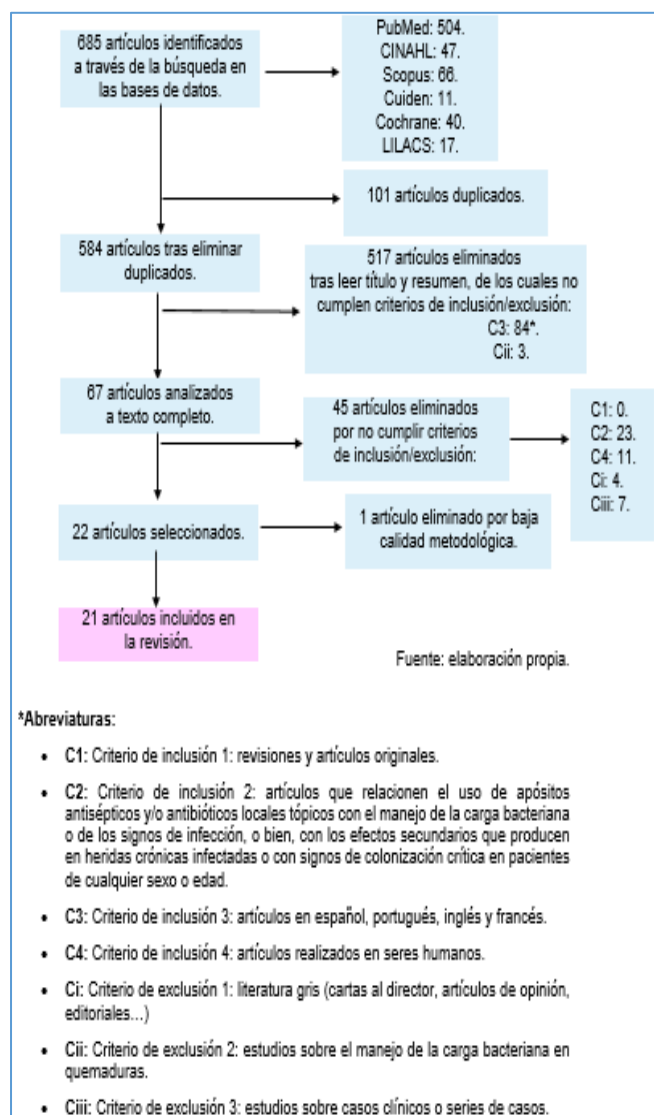 685 artículos identificados
a través de la búsqueda en
las bases de datos.
PubMed: 504.
CINAHL: 47.
Scopus: 66.
Cuiden: 11.
Cochrane: 40.
LILACS: 17.
101 artículos duplicados.
584 artículos tras eliminar
duplicados.
517 artículos eliminados
tras leer título y resumen, de los cuales no
cumplen criterios de inclusión/exclusión:
C3: 84*.
Cii: 3.
67 artículos analizados
a texto completo.
45 artículos eliminados
por no cumplir criterios
de inclusión/exclusión:
C1: 0.
C2: 23.
C4: 11.
Ci: 4.
Ciii: 7.
22 artículos seleccionados.
1 artículo eliminado por baja
calidad metodológica.
21 artículos incluidos en
la revisión.
Fuente: elaboración propia.
*Abreviaturas:
• C1: Criterio de inclusión 1: revisiones y artículos originales.
• C2: Criterio de inclusión 2: artículos que relacionen el uso de apósitos
antisépticos y/o antibióticos locales tópicos con el manejo de la carga bacteriana
o de los signos de infección, o bien, con los efectos secundarios que producen
en heridas crónicas infectadas o con signos de colonización crítica en pacientes
de cualquier sexo o edad.
• C3: Criterio de inclusión 3: artículos en español, portugués, inglés y francés.
• C4: Criterio de inclusión 4: artículos realizados en seres humanos.
• Ci: Criterio de exclusión 1: literatura gris (cartas al director, artículos de opinión,
editoriales…)
• Cii: Criterio de exclusión 2: estudios sobre el manejo de la carga bacteriana en
quemaduras.
• Ciii: Criterio de exclusión 3: estudios sobre casos clínicos o series de casos.